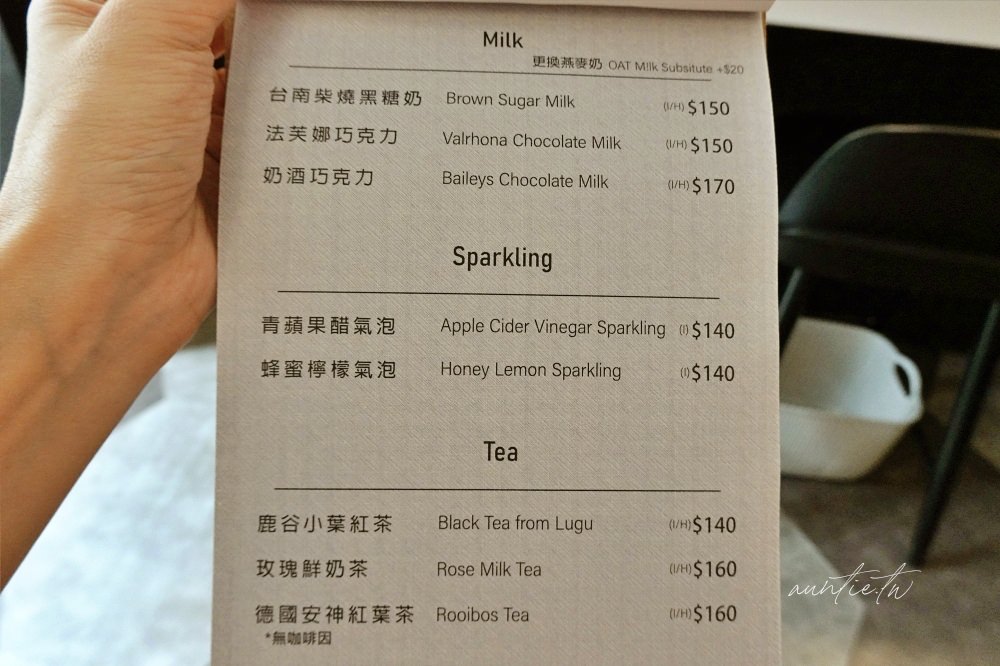 Milk
更換燕麥奶 OAT MIlk Subsitute +$20
台南柴燒黑糖奶 Brown Sugar Milk (I/H) $150
法芙娜巧克力 Valrhona Chocolate Milk (I/H) $150
奶酒巧克力 Baileys Chocolate Milk (I/H) $170
Sparkling
青蘋果醋氣泡 Apple Cider Vinegar Sparkling (I) $140
蜂蜜檸檬氣泡 Honey Lemon Sparkling (I) $140
Tea
鹿谷小葉紅茶 Black Tea from Lugu (I/H) $140
玫瑰鮮奶茶 Rose Milk Tea (I/H) $160
德國安神紅葉茶 Rooibos Tea (I/H) $160
*無咖啡因
auntie.tw